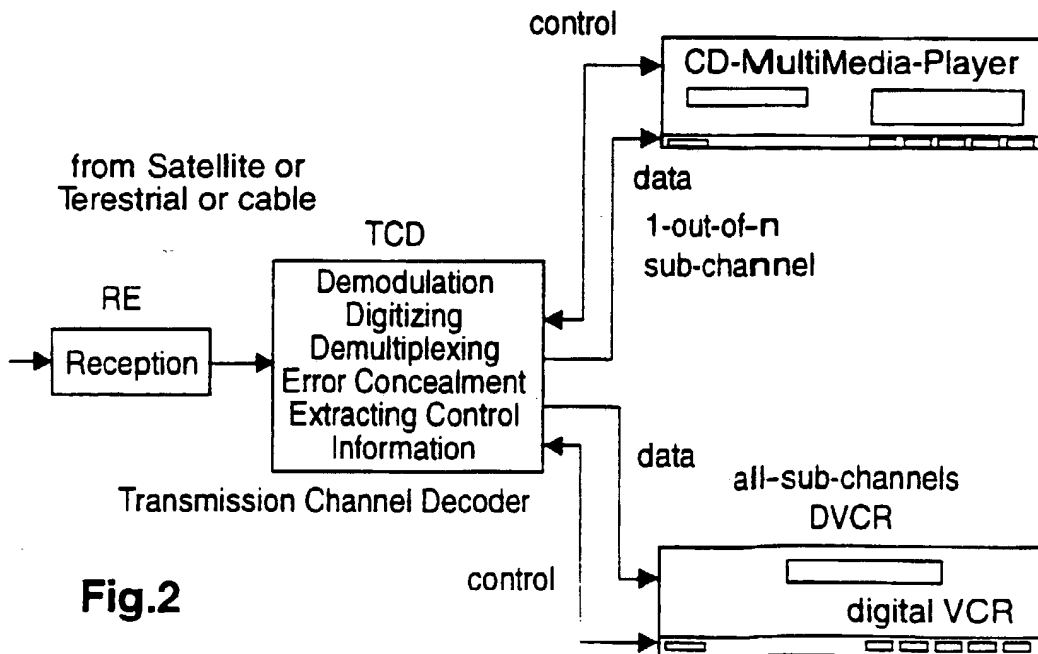 control
CD-MultiMedia-Player
from Satellite or
Terestrial or cable
data
1-out-of-n
sub-channel
TCD
RE
Reception
Demodulation
Digitizing
Demultiplexing
Error Concealment
Extracting Control
Information
Transmission Channel Decoder
data
all-sub-channels
DVCR
control
digital VCR
Fig.2